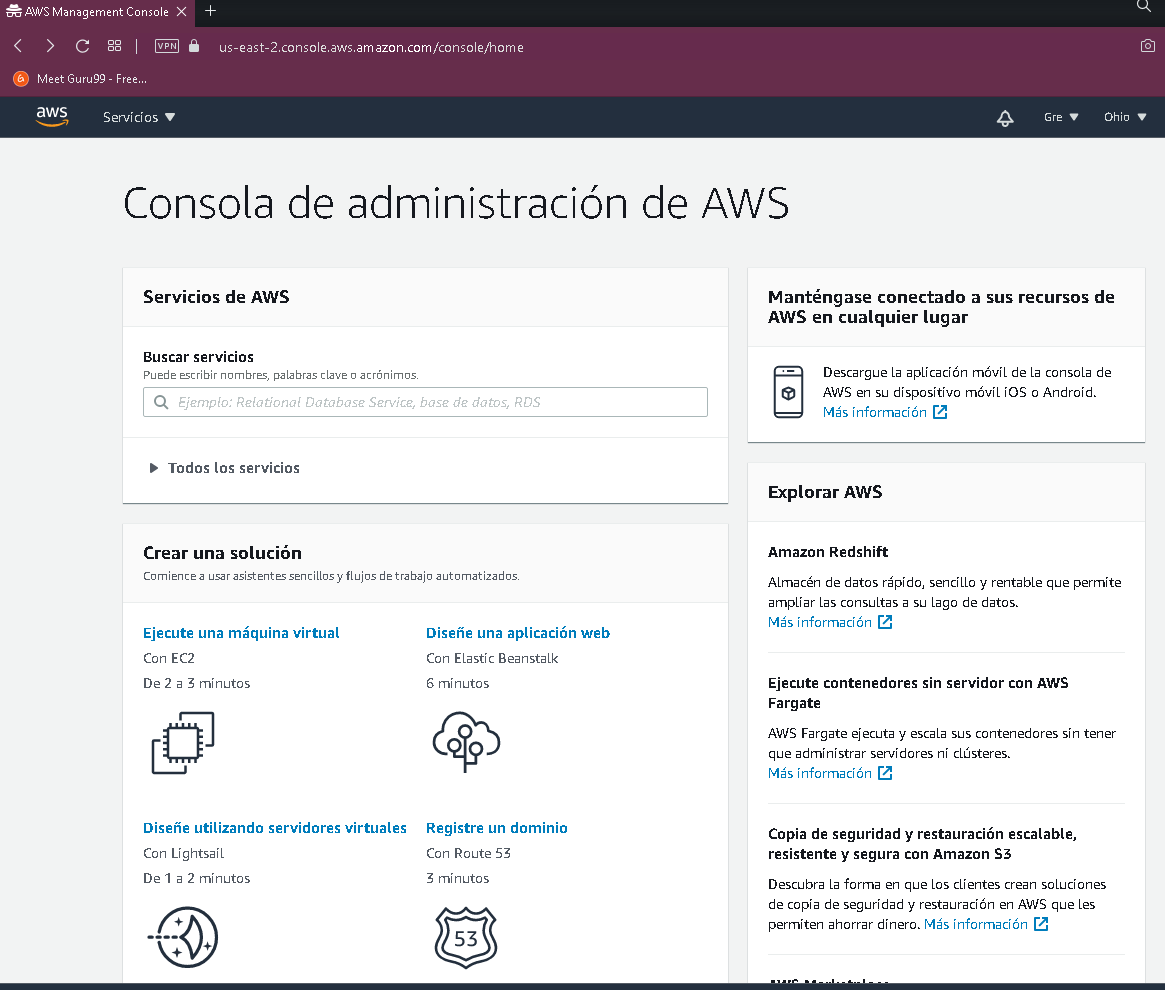 AWS Management Console
VPN
us-east-2.console.aws.amazon.com/console/home
G
Meet Guru99 - Free...
aws
Servicios
Gre
Ohio
Consola de administración de AWS
Servicios de AWS
Buscar servicios
Puede escribir nombres, palabras clave o acrónimos.
Ejemplo: Relational Database Service, base de datos, RDS
Todos los servicios
Crear una solución
Comience a usar asistentes sencillos y flujos de trabajo automatizados.
Ejecute una máquina virtual
Con EC2
De 2 a 3 minutos
Diseñe una aplicación web
Con Elastic Beanstalk
6 minutos
Diseñe utilizando servidores virtuales
Con Lightsail
De 1 a 2 minutos
Registre un dominio
Con Route 53
3 minutos
53
Manténgase conectado a sus recursos de
AWS en cualquier lugar
Descargue la aplicación móvil de la consola de
AWS en su dispositivo móvil iOS o Android.
Más información
Explorar AWS
Amazon Redshift
Almacén de datos rápido, sencillo y rentable que permite
ampliar las consultas a su lago de datos.
Más información
Ejecute contenedores sin servidor con AWS
Fargate
AWS Fargate ejecuta y escala sus contenedores sin tener
que administrar servidores ni clústeres.
Más información
Copia de seguridad y restauración escalable,
resistente y segura con Amazon S3
Descubra la forma en que los clientes crean soluciones
de copia de seguridad y restauración en AWS que les
permiten ahorrar dinero. Más información
AWS Marketplace